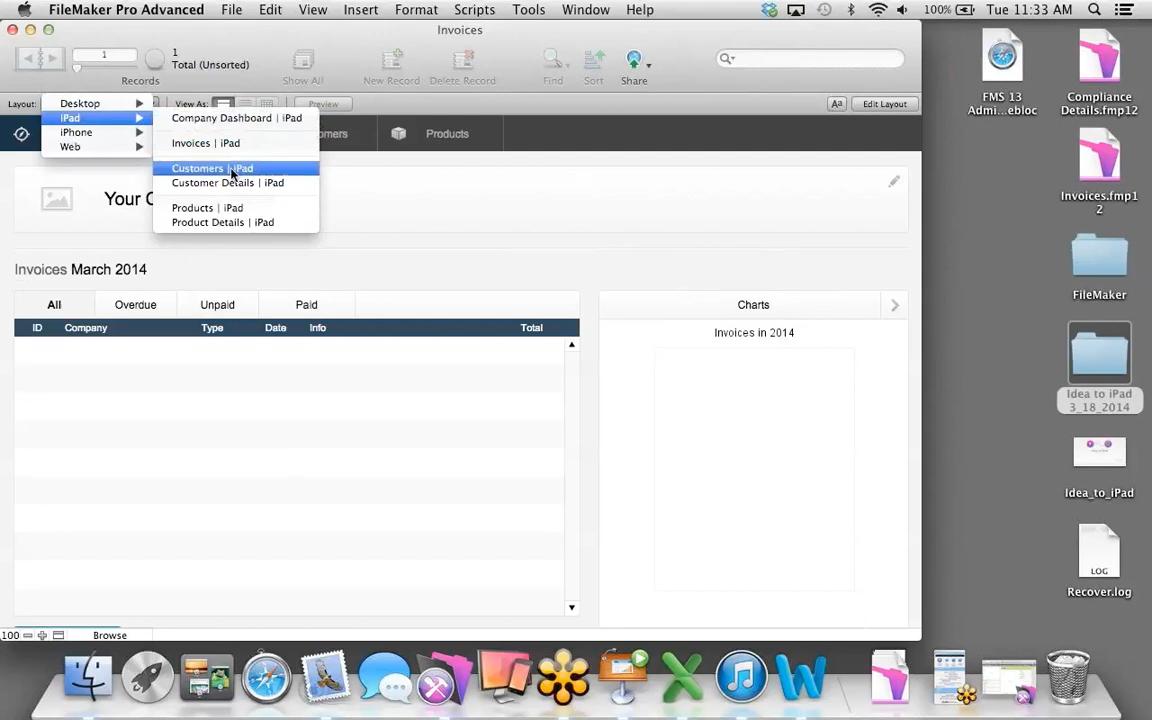 FileMaker Pro Advanced File Edit View Insert Format Scripts Tools Window Help 100% Tue 11:33 AM
Invoices
1
1
Total (Unsorted)
Records
Show All
New Record
Delete Record
Find
Sort
Share
Layout:
View As:
Preview
Aa
Edit Layout
Desktop
iPad
iPhone
Web
Company Dashboard | iPad
Invoices | iPad
Customers | iPad
Customer Details | iPad
Products | iPad
Product Details | iPad
omers
Products
Your C
Invoices March 2014
All Overdue Unpaid Paid
ID Company Type Date Info Total
Charts
Invoices in 2014
100 Browse
FMS 13
Admi...ebloc
Compliance
Details.fmp12
Invoices.fmp1
2
FileMaker
Idea to iPad
3_18_2014
Idea_to_iPad
LOG
Recover.log